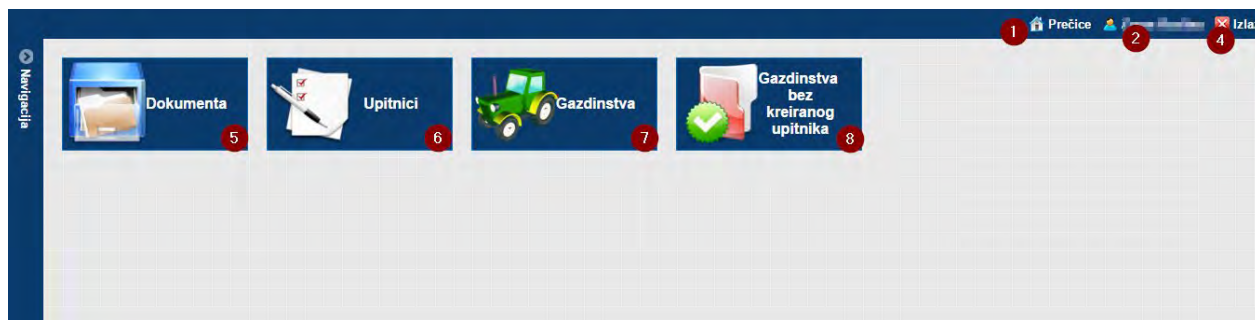 1 Prečice 2 4 Izla
Navigacija
Dokumenta
5
Upitnici
6
Gazdinstva
7
Gazdinstva
bez
kreiranog
upitnika
8